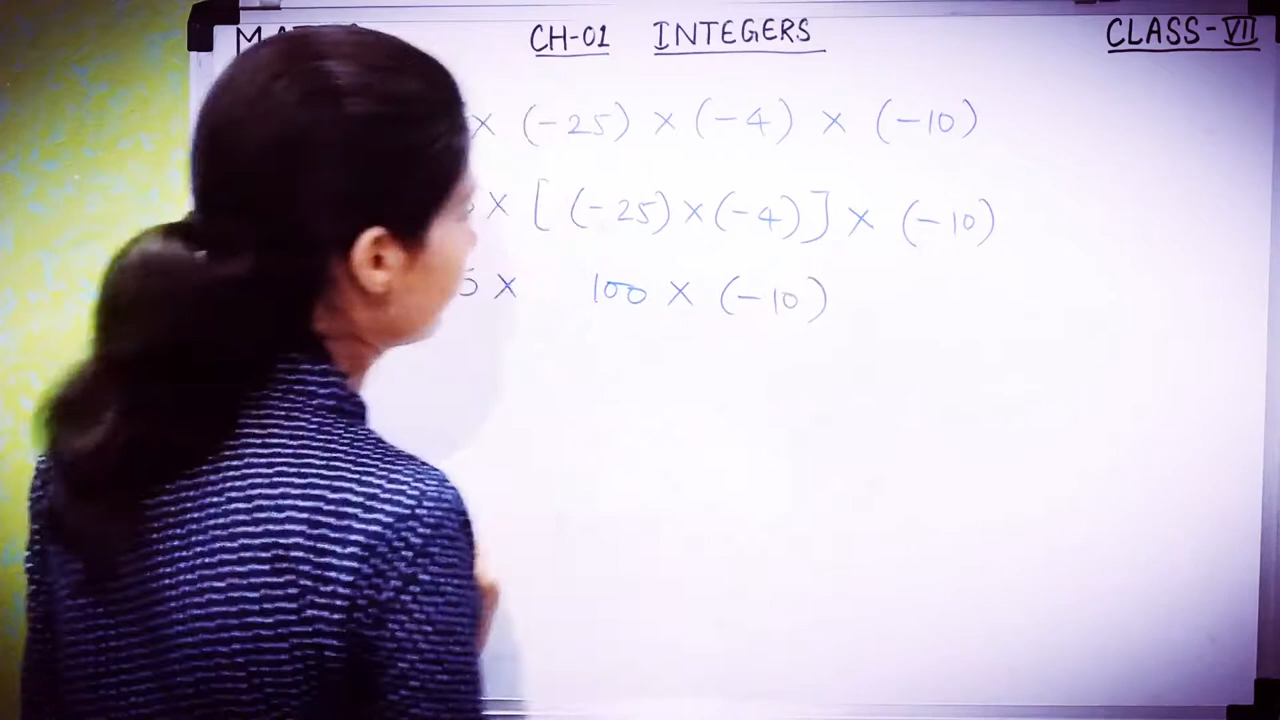 CH-01 INTEGERS CLASS-VII
× (-25) × (-4) × (-10)
× [(-25)×(-4)] × (-10)
5 × 100 × (-10)